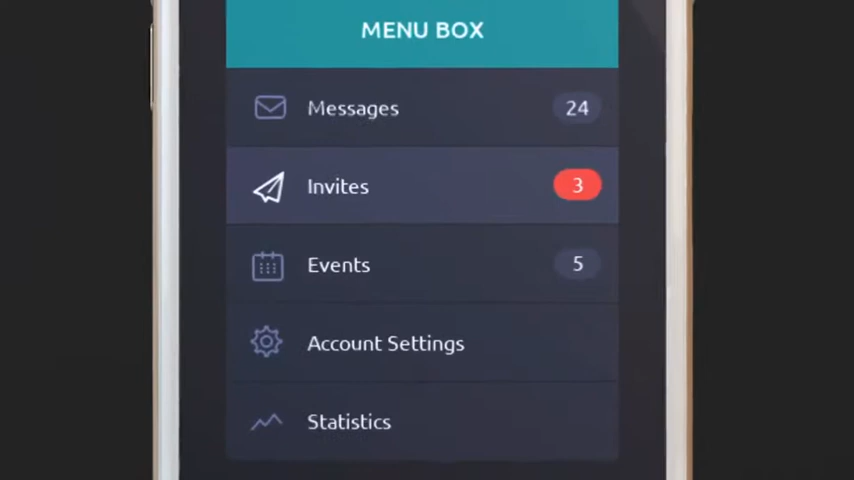 MENU BOX
Messages 24
Invites 3
Events 5
Account Settings
Statistics